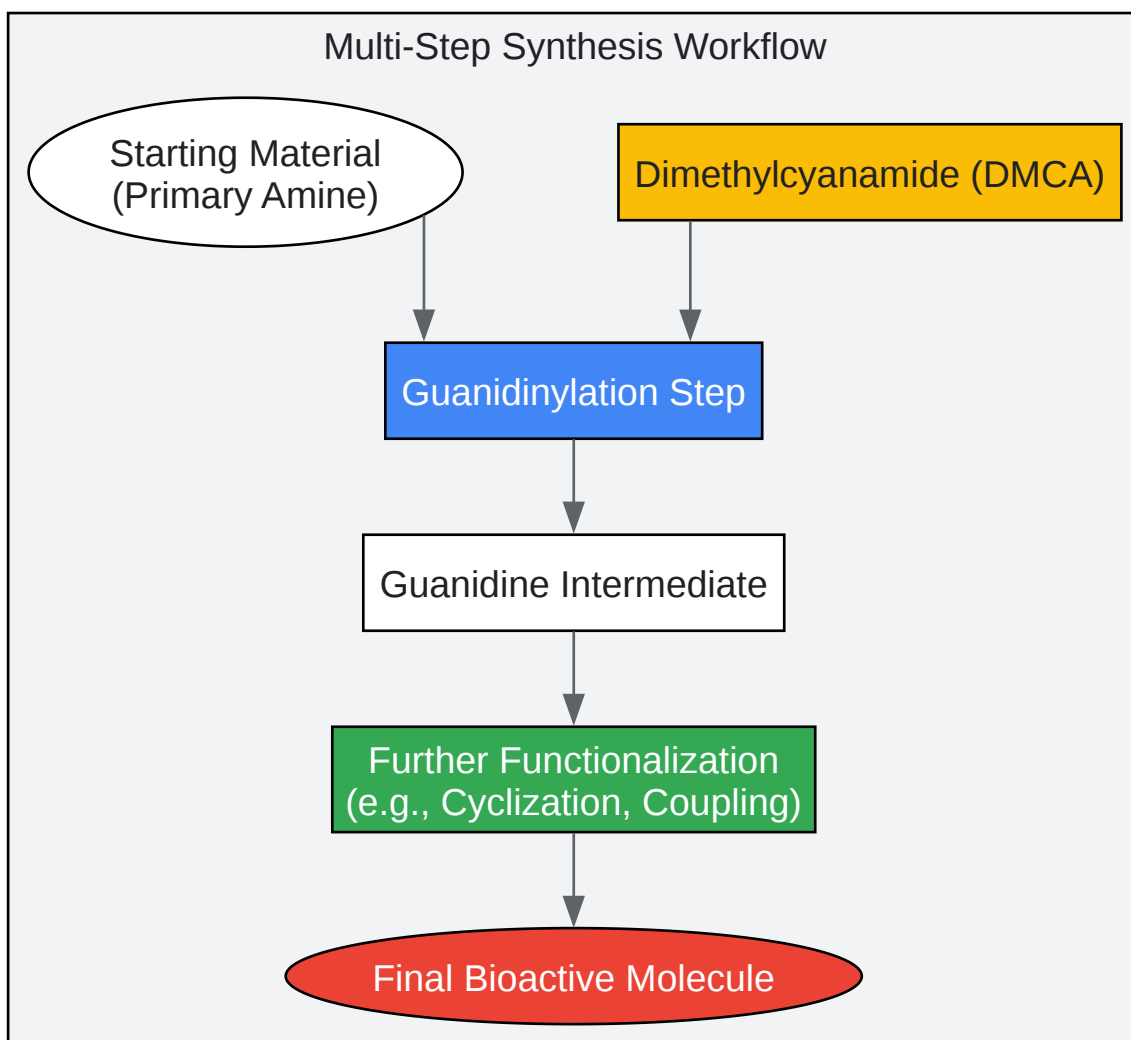 Multi-Step Synthesis Workflow
Starting Material
(Primary Amine)
Dimethylcyanamide (DMCA)
Guanidinylation Step
Guanidine Intermediate
Further Functionalization
(e.g., Cyclization, Coupling)
Final Bioactive Molecule